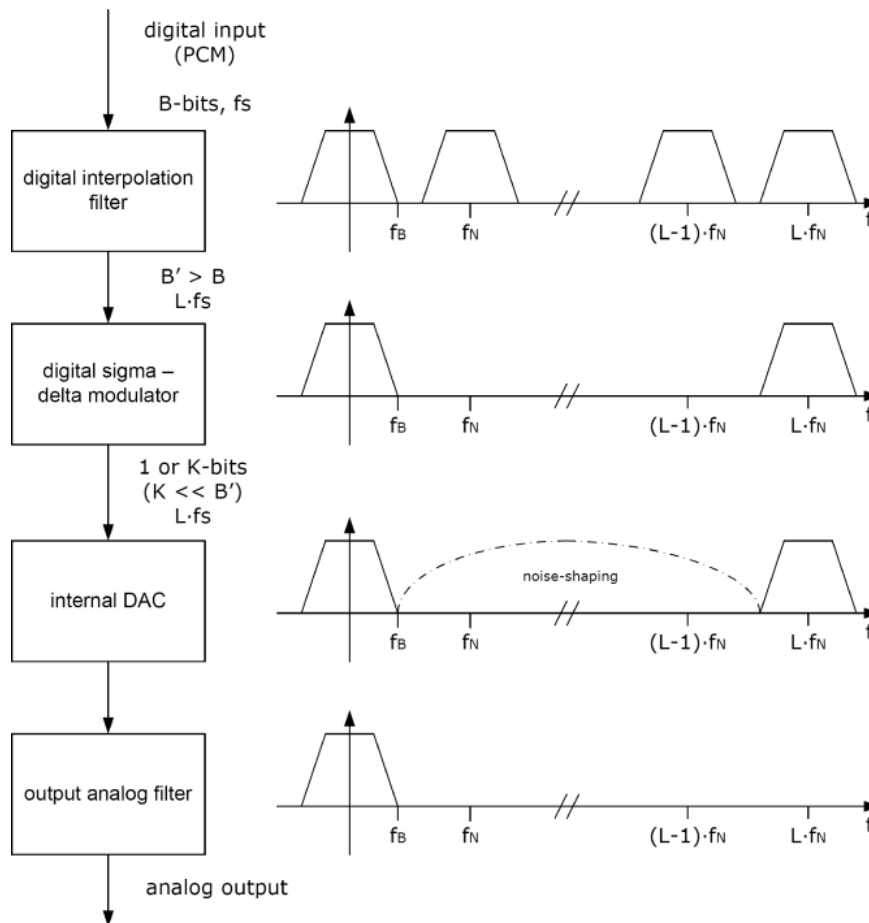 digital input
(PCM)
B-bits, fs
digital interpolation
filter
fB fN (L-1)·fN L·fN f
B' > B
L·fs
digital sigma –
delta modulator
fB fN (L-1)·fN L·fN f
1 or K-bits
(K << B')
L·fs
internal DAC
noise-shaping
fB fN (L-1)·fN L·fN f
output analog filter
fB fN (L-1)·fN L·fN f
analog output